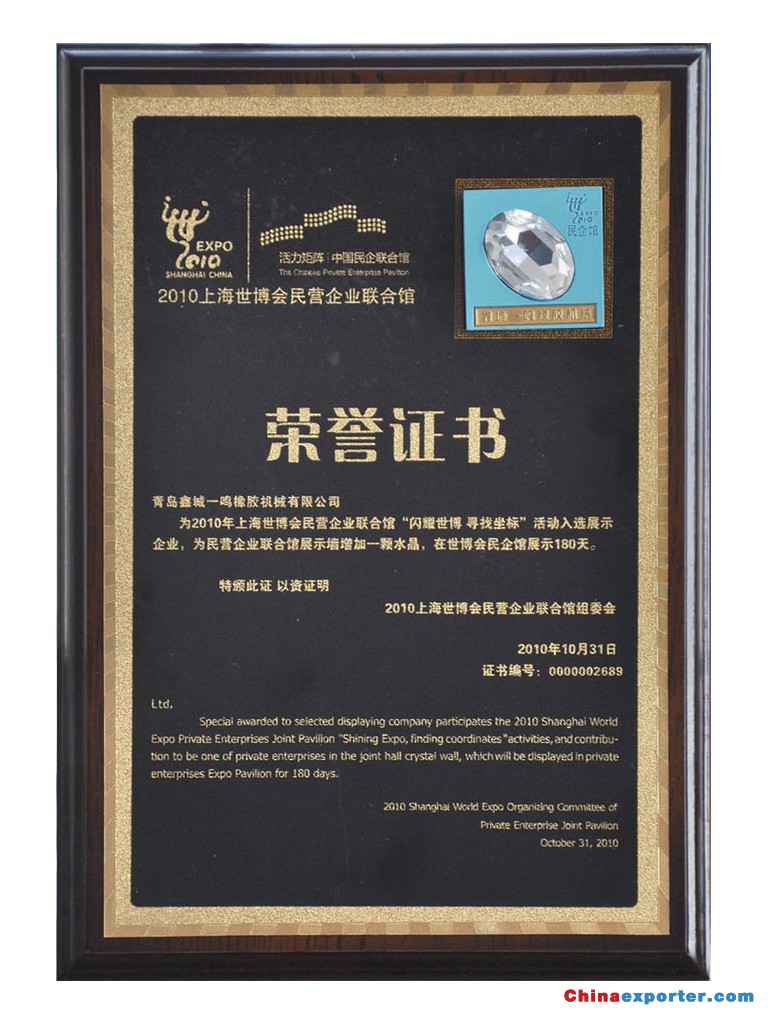 EXPO
2010
SHANGHAI CHINA
活力矩阵 | 中国民企联合馆
The Chinese Private Enterprise Pavilion
2010上海世博会民营企业联合馆
2010
民企馆
荣誉证书
青岛鑫城一鸣橡胶机械有限公司
为2010年上海世博会民营企业联合馆“闪耀世博 寻找坐标”活动入选展示
企业，为民营企业联合馆展示墙增加一颗水晶，在世博会民企馆展示180天。
特颁此证 以资证明
2010上海世博会民营企业联合馆组委会
2010年10月31日
证书编号：0000002689
Ltd,
Special awarded to selected displaying company participates the 2010 Shanghai World
Expo Private Enterprises Joint Pavilion "Shining Expo, finding coordinates" activities, and contribu-
tion to be one of private enterprises in the joint hall crystal wall, which will be displayed in private
enterprises Expo Pavilion for 180 days.
2010 Shanghai World Expo Organizing Committee of
Private Enterprise Joint Pavilion
October 31, 2010
Chinaexporter.com